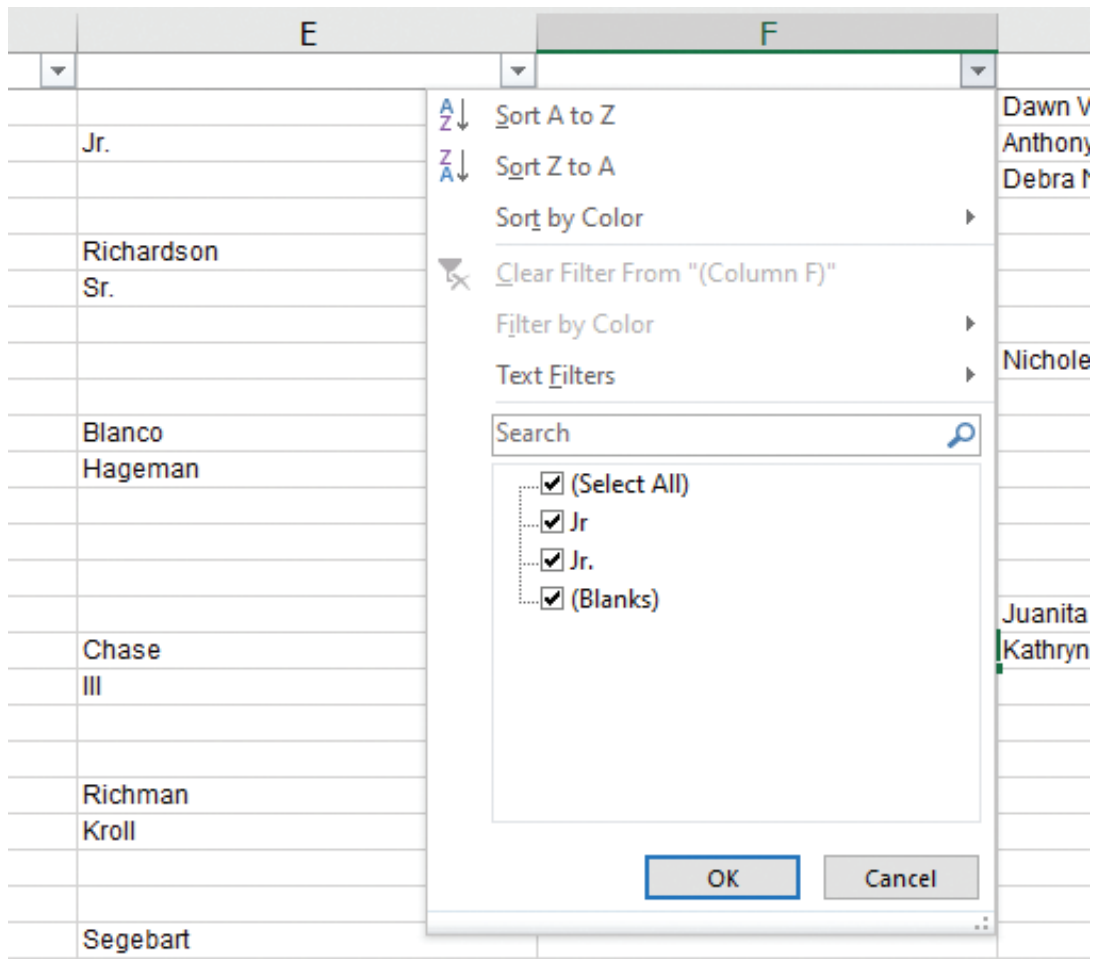 E F
Dawn V
Jr.
Anthony
Debra N
Richardson
Sr.
Nichole
Blanco
Hageman
Juanita
Chase
Kathryn
III
Richman
Kroll
Segebart
Sort A to Z
Sort Z to A
Sort by Color
Clear Filter From "(Column F)"
Filter by Color
Text Filters
Search
(Select All)
Jr
Jr.
(Blanks)
OK Cancel